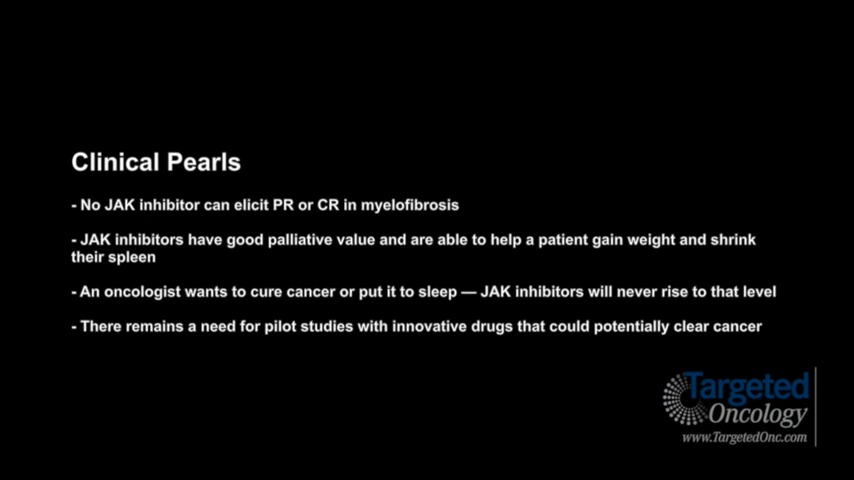 Clinical Pearls
- No JAK inhibitor can elicit PR or CR in myelofibrosis
- JAK inhibitors have good palliative value and are able to help a patient gain weight and shrink
their spleen
- An oncologist wants to cure cancer or put it to sleep — JAK inhibitors will never rise to that level
- There remains a need for pilot studies with innovative drugs that could potentially clear cancer
Targeted
Oncology
www.TargetedOnc.com